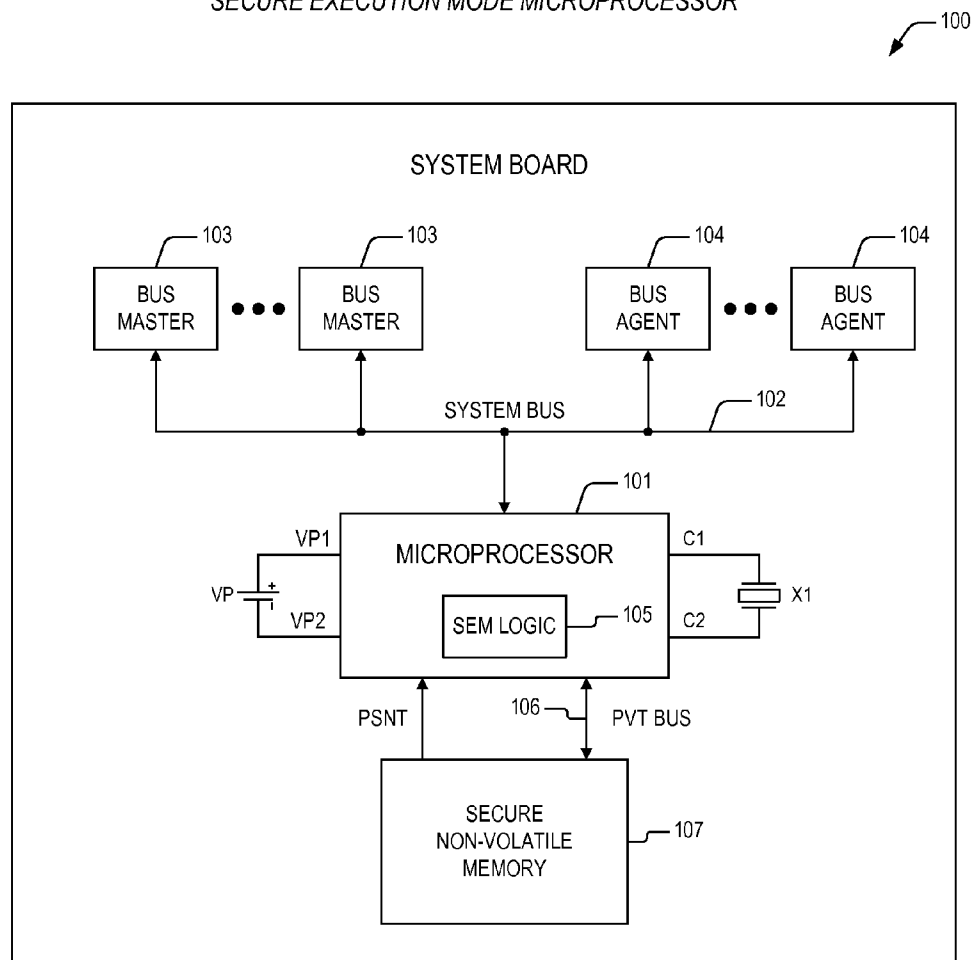 SECURE EXECUTION MODE MICROPROCESSOR
100
SYSTEM BOARD
103
103
104
104
BUS
MASTER
BUS
MASTER
BUS
AGENT
BUS
AGENT
SYSTEM BUS
102
101
VP1
MICROPROCESSOR
C1
VP
+
-
X1
SEM LOGIC
105
VP2
C2
PSNT
106
PVT BUS
SECURE
NON-VOLATILE
MEMORY
107